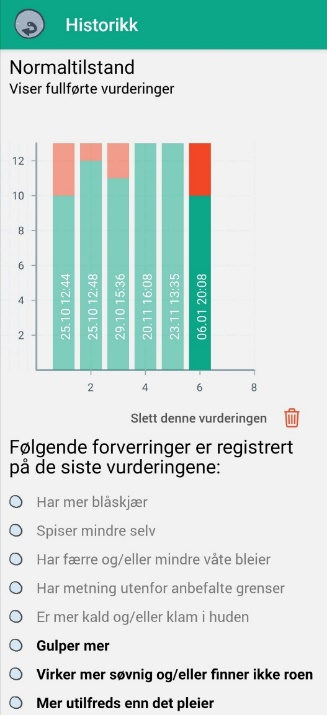 Historikk
Normaltilstand
Viser fullførte vurderinger
12
10
8
6
4
2
25.10 12:44
25.10 12:48
29.10 15:36
20.11 16:08
23.11 13:35
06.01 20:08
2
4
6
8
Slett denne vurderingen
Følgende forverringer er registrert
på de siste vurderingene:
Har mer blåskjær
Spiser mindre selv
Har færre og/eller mindre våte bleier
Har metning utenfor anbefalte grenser
Er mer kald og/eller klam i huden
Gulper mer
Virker mer søvnig og/eller finner ikke roen
Mer utilfreds enn det pleier